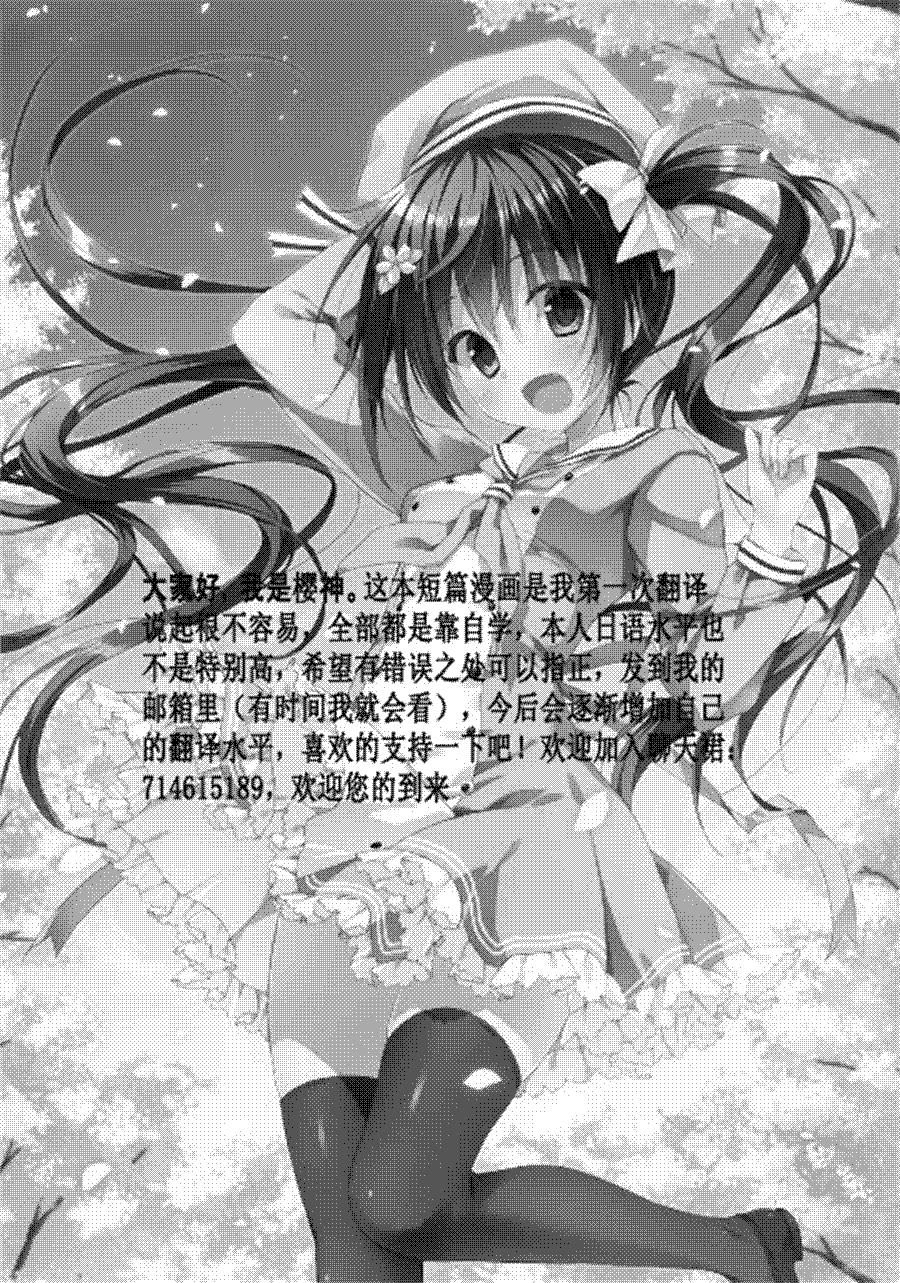 大家好，我是樱神。这本短篇漫画是我第一次翻译
说起很不容易，全部都是靠自学，本人日语水平也
不是特别高，希望有错误之处可以指正，发到我的
邮箱里（有时间我就会看），今后会逐渐增加自己
的翻译水平，喜欢的支持一下吧！欢迎加入聊天裙：
714615189，欢迎您的到来。